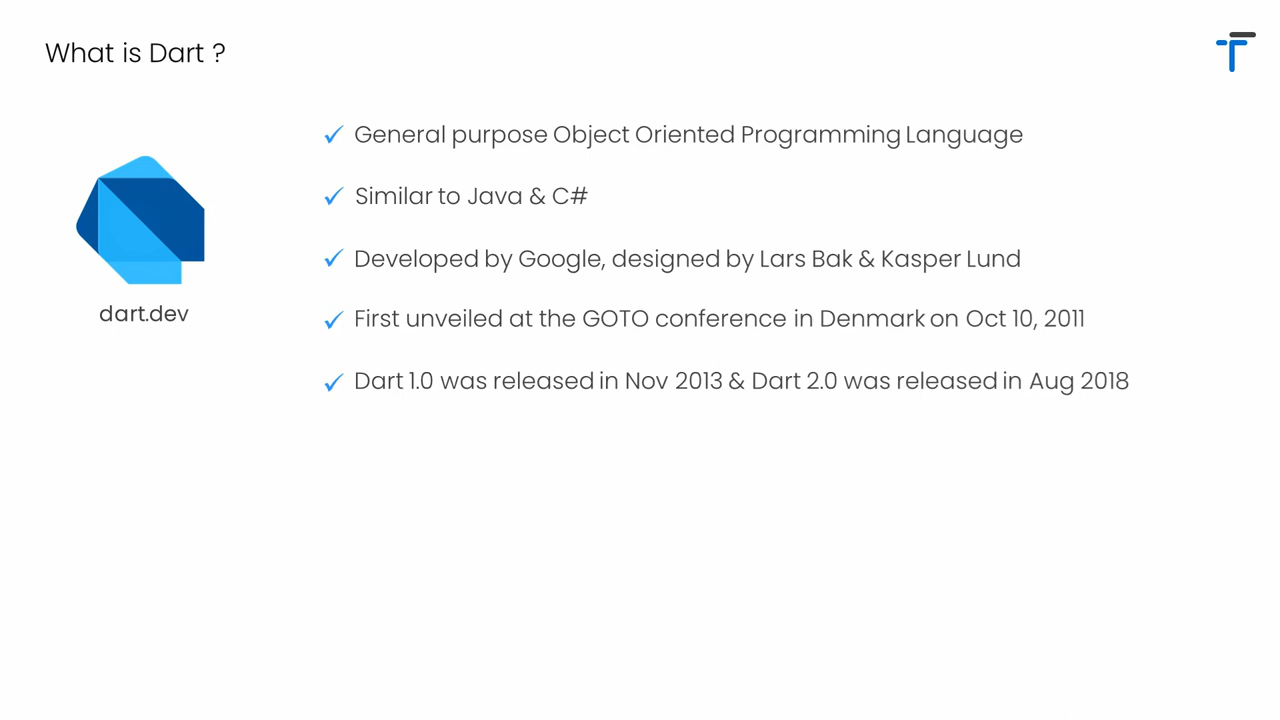 What is Dart ?
General purpose Object Oriented Programming Language
Similar to Java & C#
Developed by Google, designed by Lars Bak & Kasper Lund
dart.dev
First unveiled at the GOTO conference in Denmark on Oct 10, 2011
Dart 1.0 was released in Nov 2013 & Dart 2.0 was released in Aug 2018